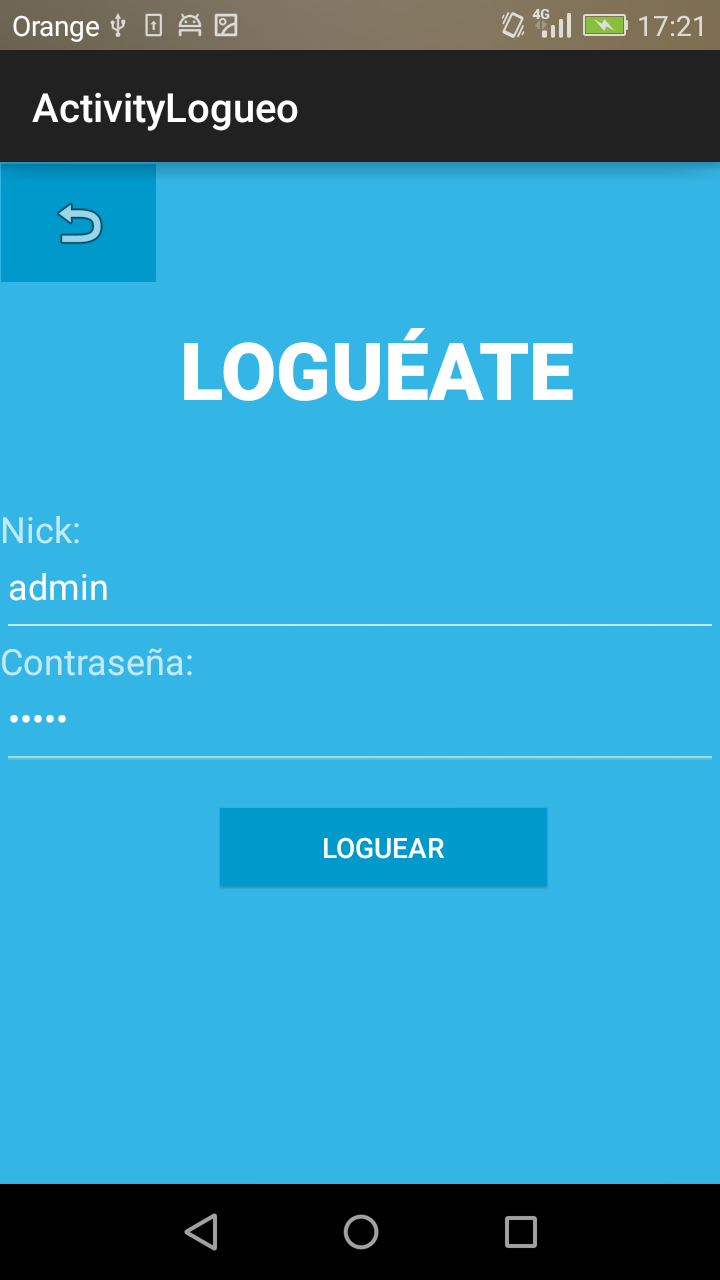 Orange 4G 17:21
ActivityLogueo
LOGUÉATE
Nick:
admin
Contraseña:
•••••
LOGUEAR